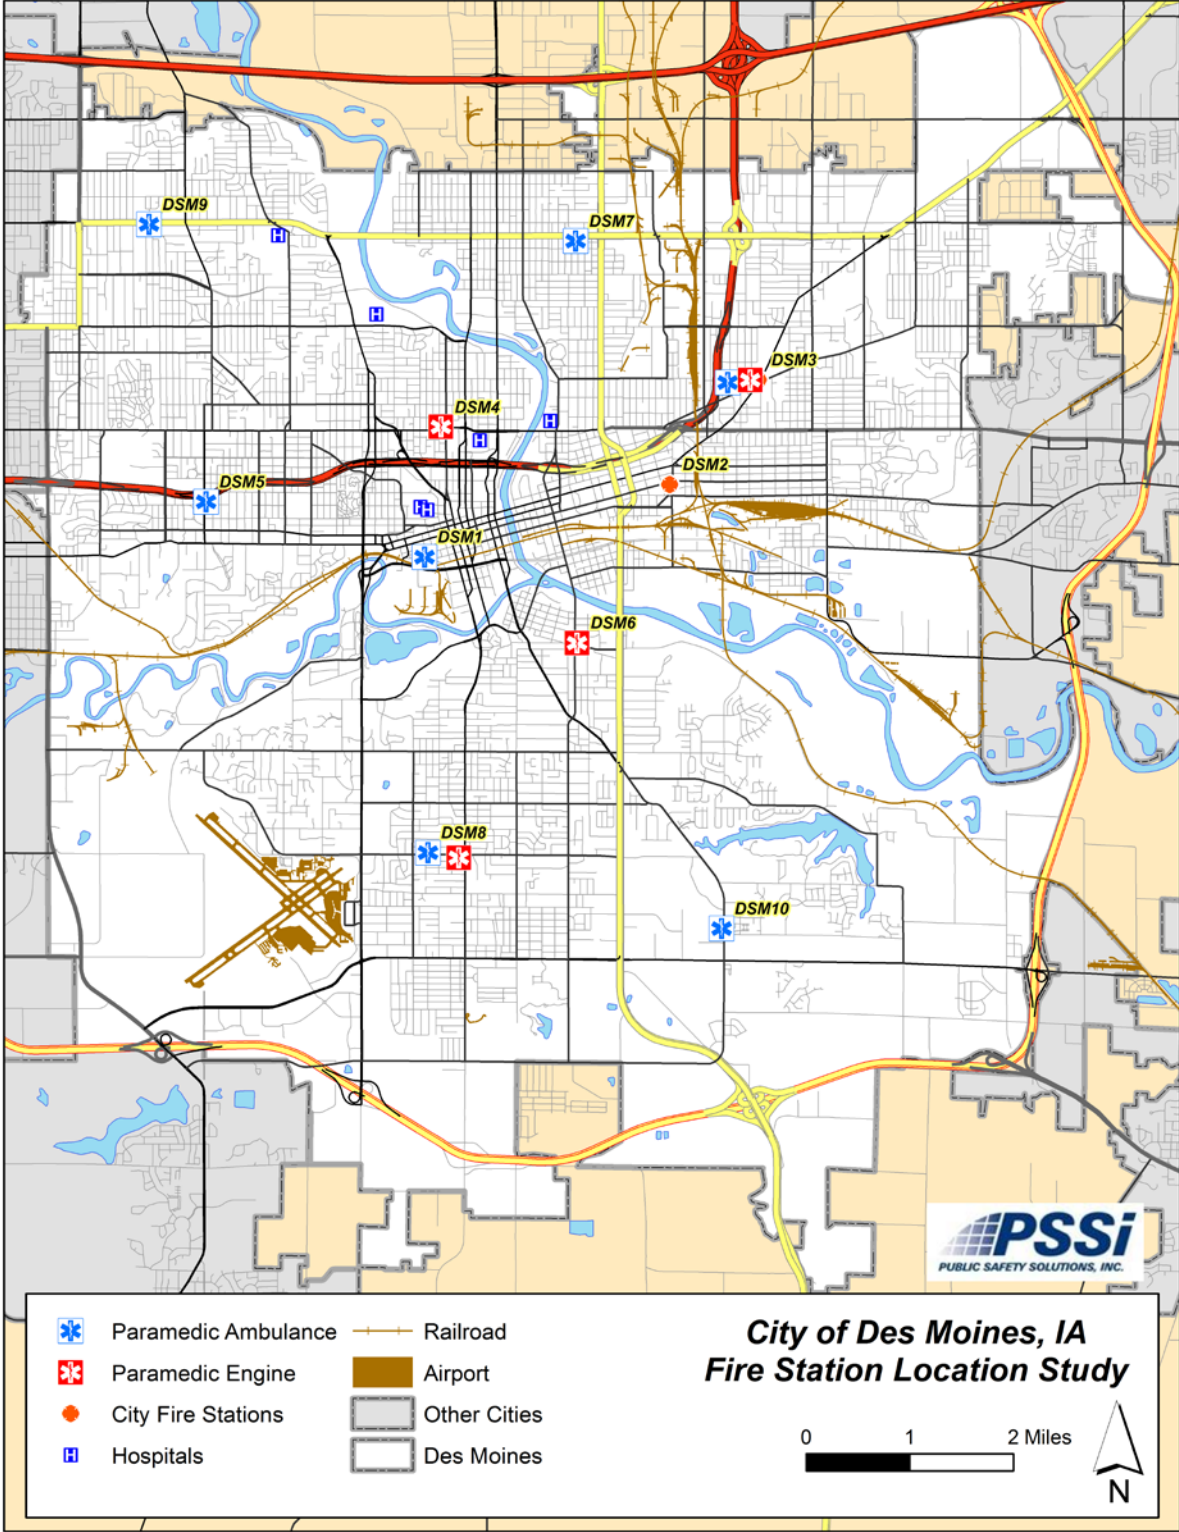 DSM9
DSM7
H
H
DSM3
DSM4
H
H
DSM2
DSM5
H
H
DSM1
DSM6
DSM8
DSM10
PSSi
PUBLIC SAFETY SOLUTIONS, INC.
Paramedic Ambulance
Railroad
Paramedic Engine
Airport
City Fire Stations
Other Cities
H Hospitals
Des Moines
City of Des Moines, IA
Fire Station Location Study
0 1 2 Miles
N